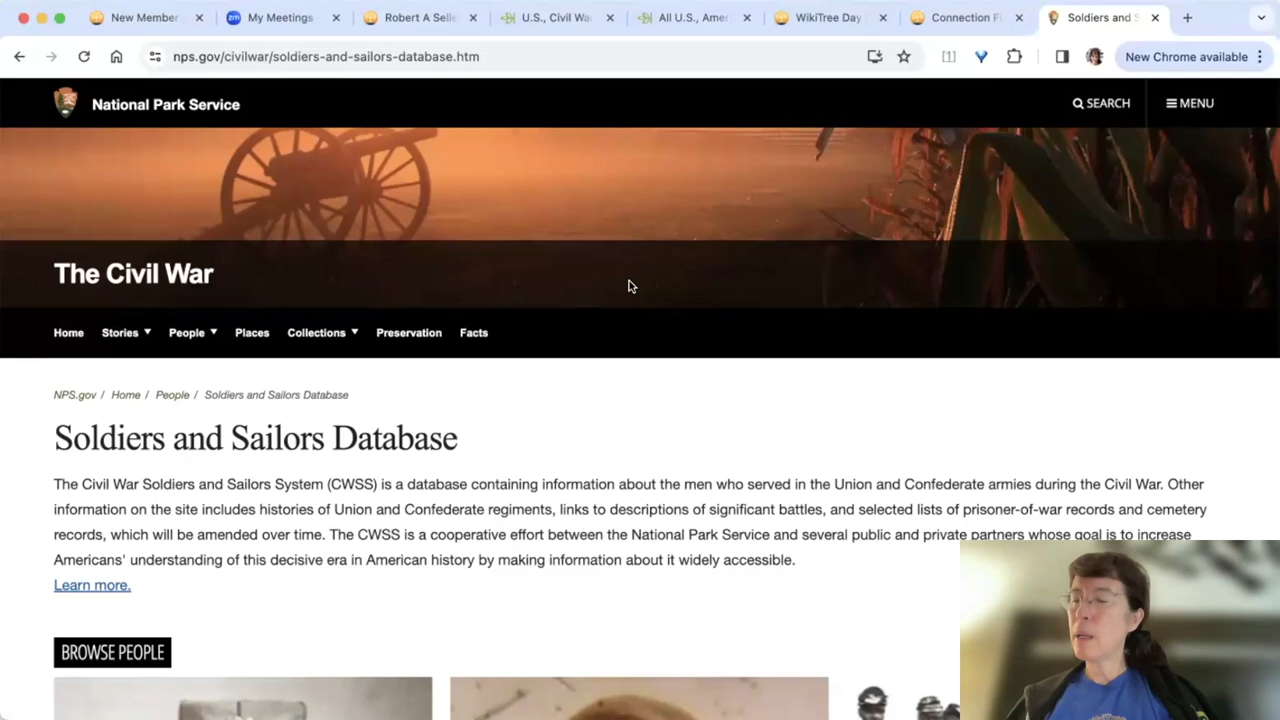 New Member
My Meetings
Robert A Selle
U.S., Civil Wa
All U.S., Amer
WikiTree Day
Connection Fi
Soldiers and S
nps.gov/civilwar/soldiers-and-sailors-database.htm
[1]
New Chrome available
National Park Service
SEARCH
MENU
The Civil War
Home Stories People Places Collections Preservation Facts
NPS.gov / Home / People / Soldiers and Sailors Database
Soldiers and Sailors Database
The Civil War Soldiers and Sailors System (CWSS) is a database containing information about the men who served in the Union and Confederate armies during the Civil War. Other
information on the site includes histories of Union and Confederate regiments, links to descriptions of significant battles, and selected lists of prisoner-of-war records and cemetery
records, which will be amended over time. The CWSS is a cooperative effort between the National Park Service and several public and private partners whose goal is to increase
Americans' understanding of this decisive era in American history by making information about it widely accessible.
Learn more.
BROWSE PEOPLE